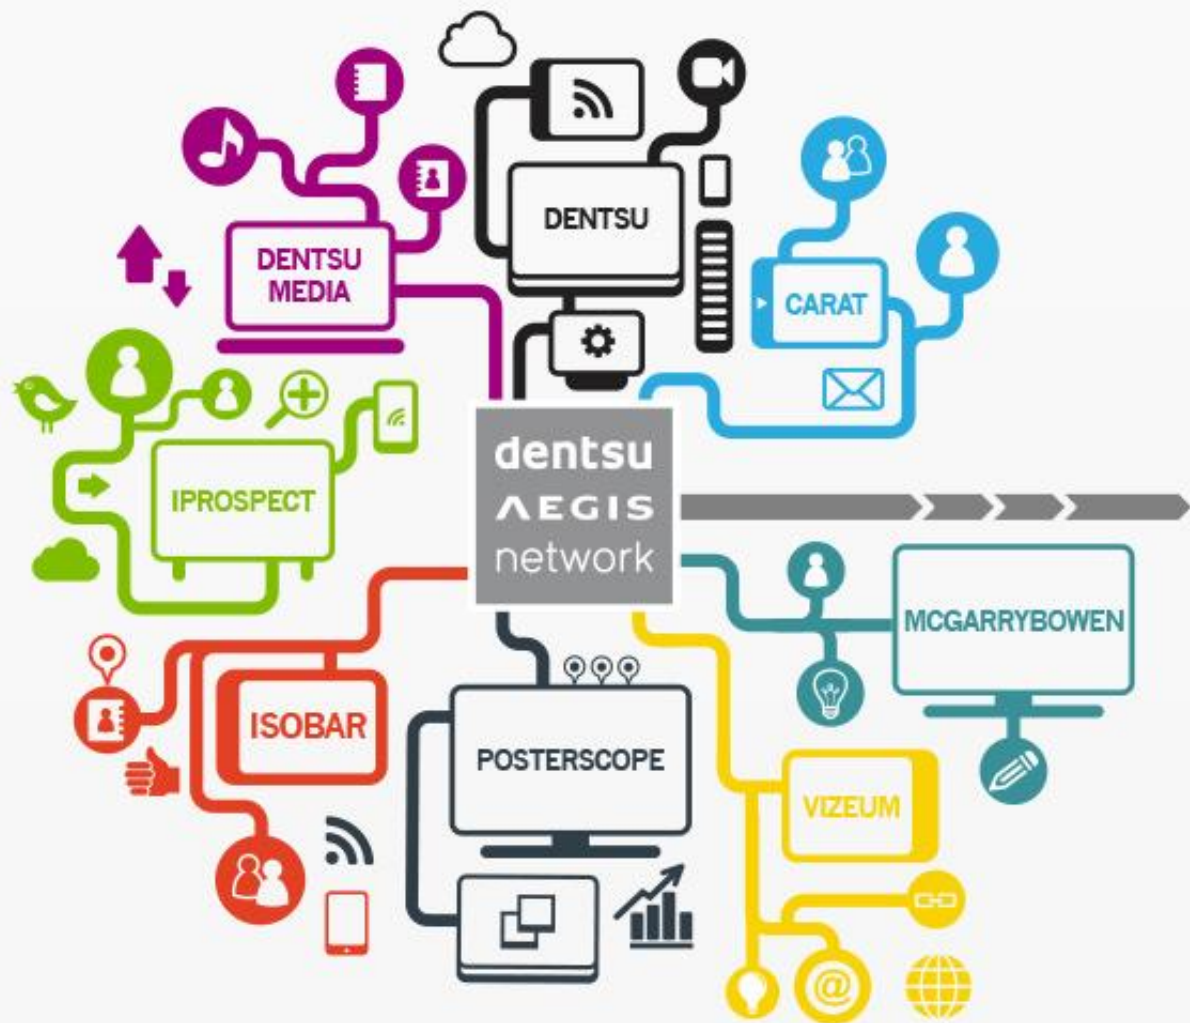 DENTSU
DENTSU
MEDIA
CARAT
IPROSPECT
dentsu
AEGIS
network
MCGARRYBOWEN
ISOBAR
POSTERSCOPE
VIZEUM
@